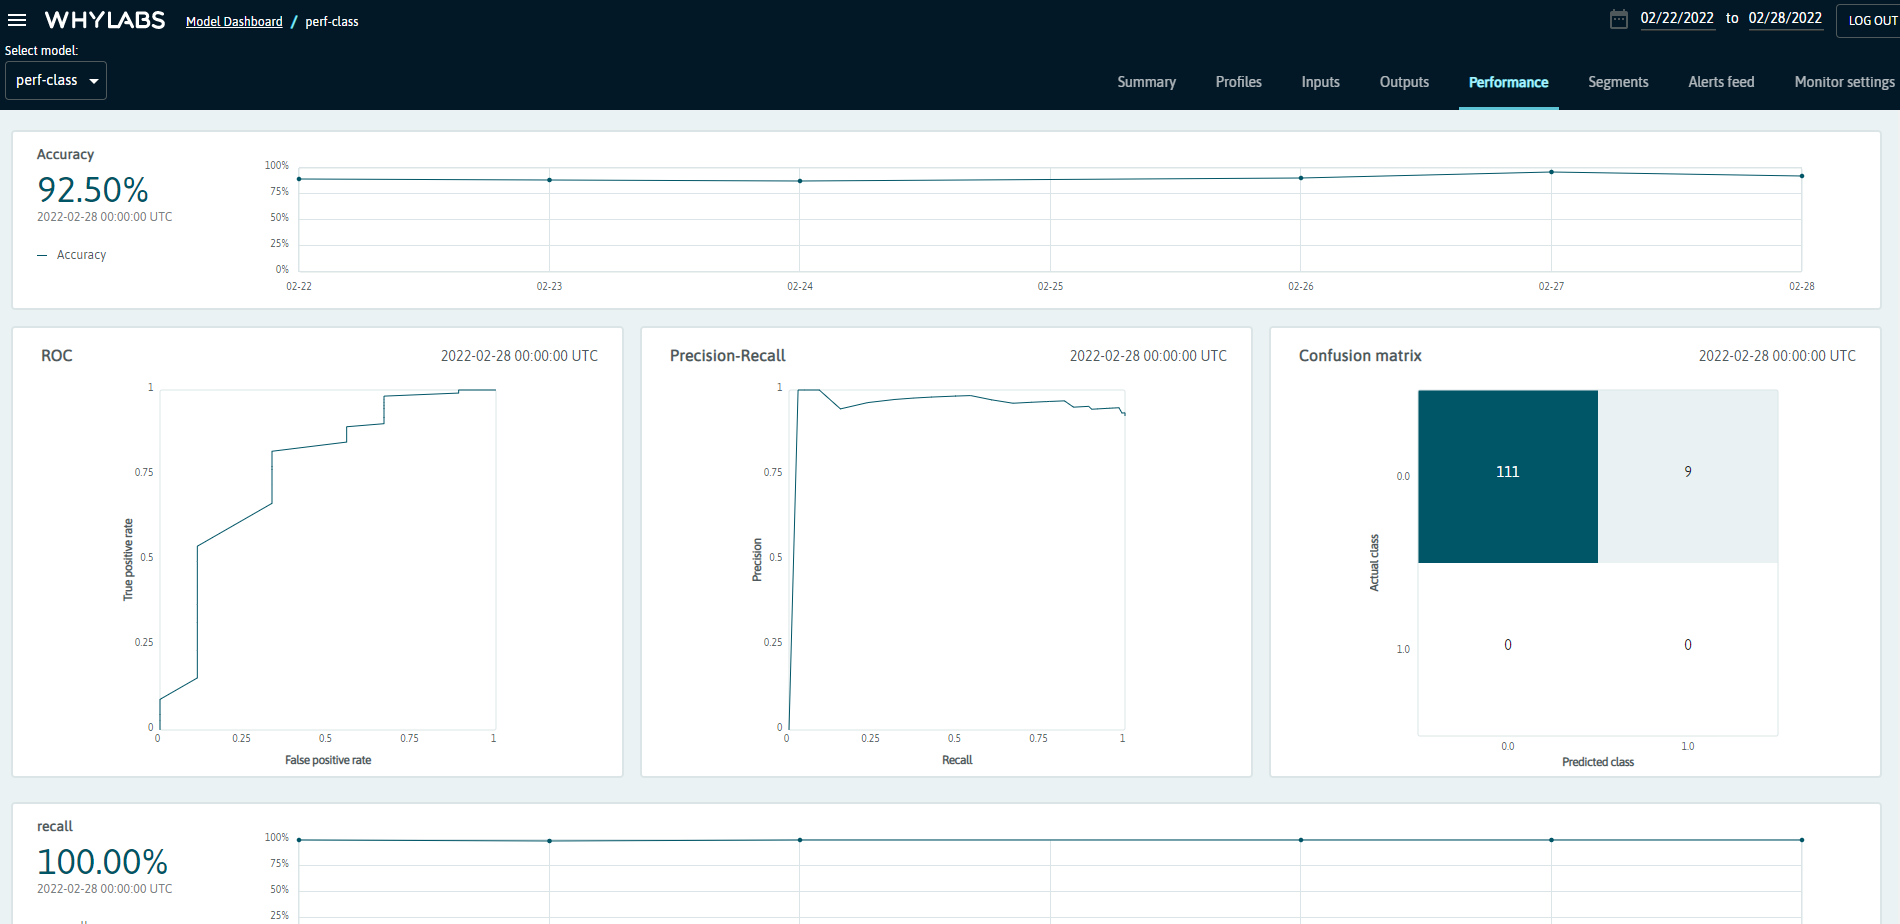 WHYLABS Model Dashboard / perf-class 02/22/2022 to 02/28/2022 LOG OUT
Select model:
perf-class
Summary Profiles Inputs Outputs Performance Segments Alerts feed Monitor settings
Accuracy
92.50%
2022-02-28 00:00:00 UTC
Accuracy
100%
75%
50%
25%
0%
02-22 02-23 02-24 02-25 02-26 02-27 02-28
ROC 2022-02-28 00:00:00 UTC
1
0.75
0.5
0.25
0
True positive rate
0 0.25 0.5 0.75 1
False positive rate
Precision-Recall 2022-02-28 00:00:00 UTC
1
0.75
0.5
0.25
0
Precision
0 0.25 0.5 0.75 1
Recall
Confusion matrix 2022-02-28 00:00:00 UTC
Actual class
0.0 111 9
1.0 0 0
0.0 1.0
Predicted class
recall
100.00%
2022-02-28 00:00:00 UTC
100%
75%
50%
25%